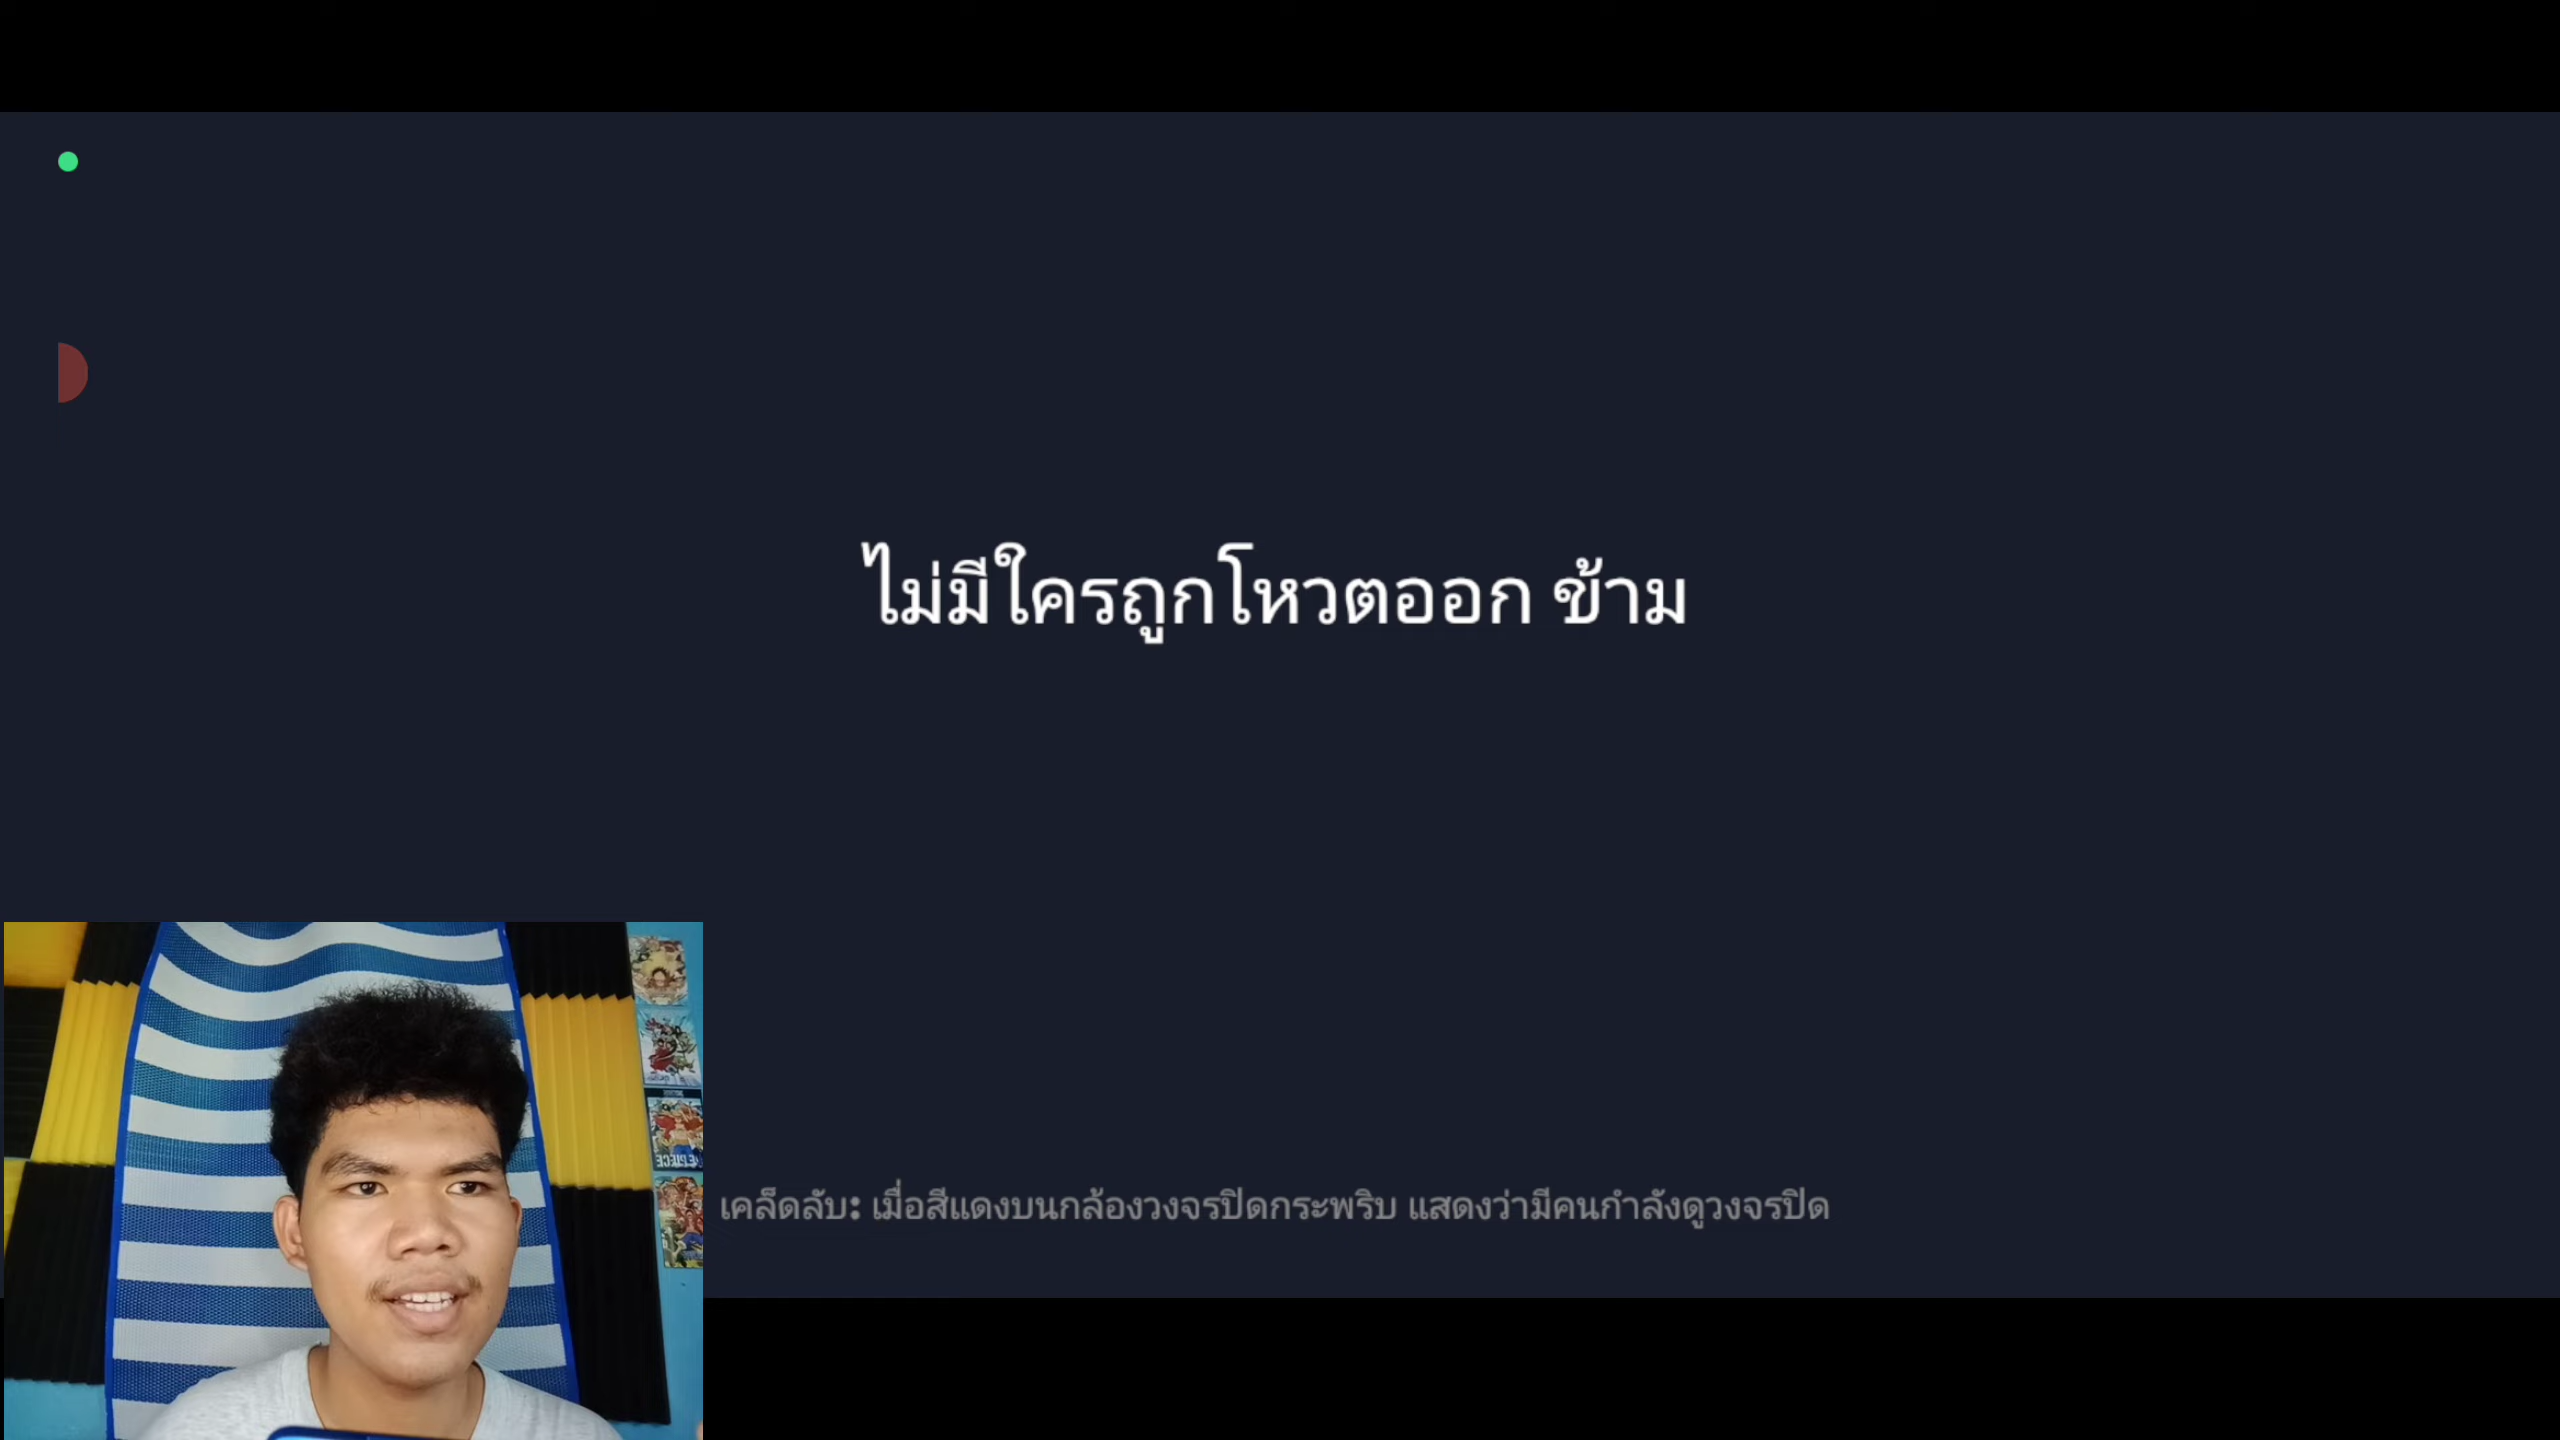 ไม่มีใครถูกโหวตออก ข้าม
เคล็ดลับ: เมื่อสีแดงบนกล้องวงจรปิดกระพริบ แสดงว่ามีคนกำลังดูวงจรปิด